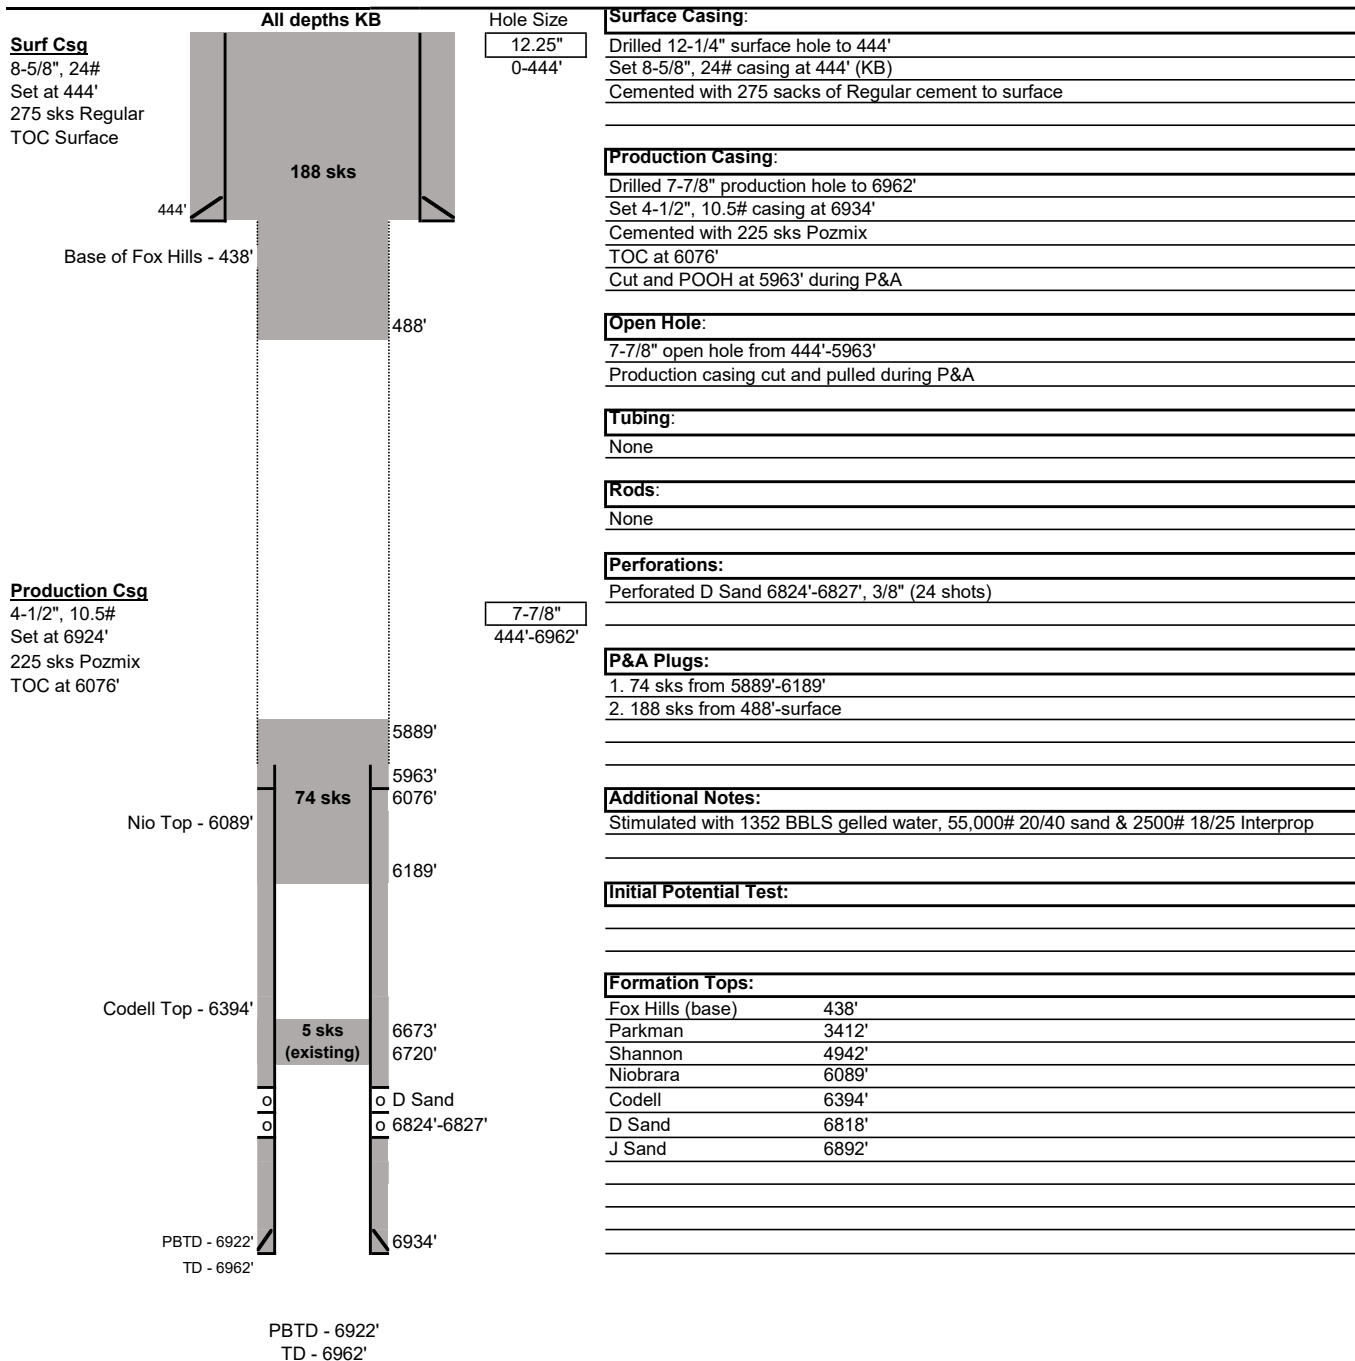 All depths KB
Hole Size
Surf Csg
8-5/8", 24#
Set at 444'
275 sks Regular
TOC Surface
12.25"
0-444'
188 sks
444'
Base of Fox Hills - 438'
488'
Production Csg
4-1/2", 10.5#
Set at 6924'
225 sks Pozmix
TOC at 6076'
7-7/8"
444'-6962'
5889'
5963'
74 sks
6076'
Nio Top - 6089'
6189'
Codell Top - 6394'
5 sks
(existing)
6673'
6720'
o
o D Sand
o
o 6824'-6827'
PBTD - 6922'
6934'
TD - 6962'
PBTD - 6922'
TD - 6962'
Surface Casing:
Drilled 12-1/4" surface hole to 444'
Set 8-5/8", 24# casing at 444' (KB)
Cemented with 275 sacks of Regular cement to surface
Production Casing:
Drilled 7-7/8" production hole to 6962'
Set 4-1/2", 10.5# casing at 6934'
Cemented with 225 sks Pozmix
TOC at 6076'
Cut and POOH at 5963' during P&A
Open Hole:
7-7/8" open hole from 444'-5963'
Production casing cut and pulled during P&A
Tubing:
None
Rods:
None
Perforations:
Perforated D Sand 6824'-6827', 3/8" (24 shots)
P&A Plugs:
1. 74 sks from 5889'-6189'
2. 188 sks from 488'-surface
Additional Notes:
Stimulated with 1352 BBLS gelled water, 55,000# 20/40 sand & 2500# 18/25 Interprop
Initial Potential Test:
Formation Tops:
Fox Hills (base) 438'
Parkman 3412'
Shannon 4942'
Niobrara 6089'
Codell 6394'
D Sand 6818'
J Sand 6892'